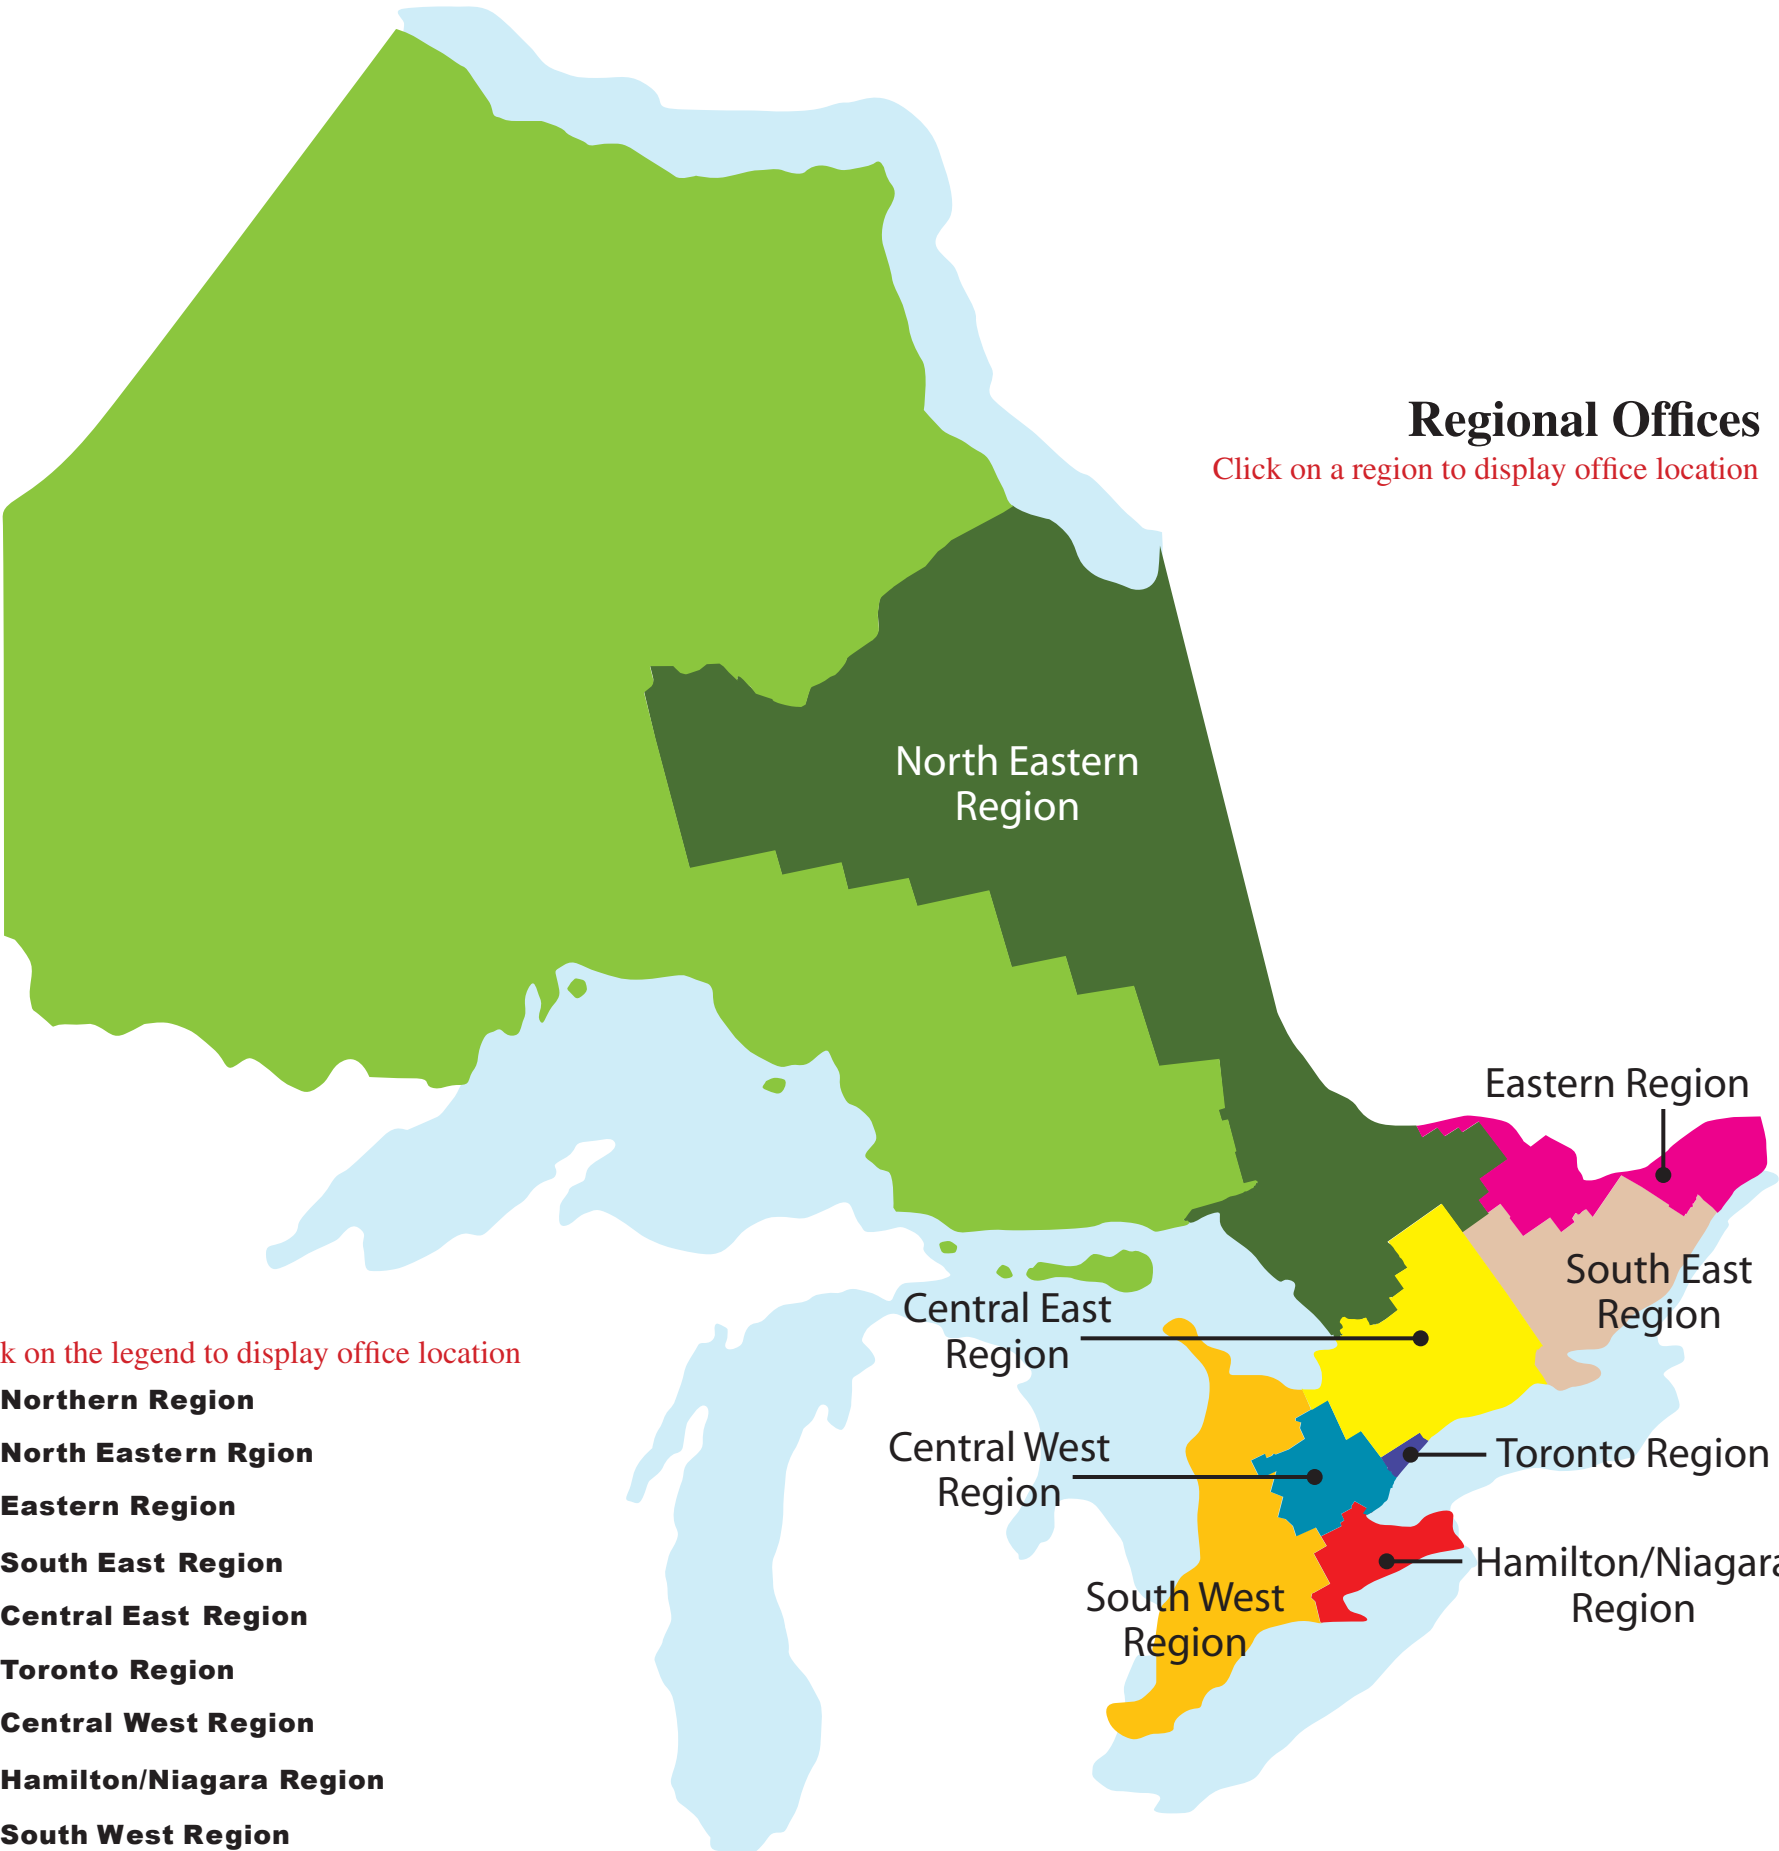 Regional Offices
Click on a region to display office location
North Eastern
Region
Eastern Region
South East
Region
Central East
Region
Central West
Region
Toronto Region
Hamilton/Niagara
Region
South West
Region
k on the legend to display office location
Northern Region
North Eastern Rgion
Eastern Region
South East Region
Central East Region
Toronto Region
Central West Region
Hamilton/Niagara Region
South West Region